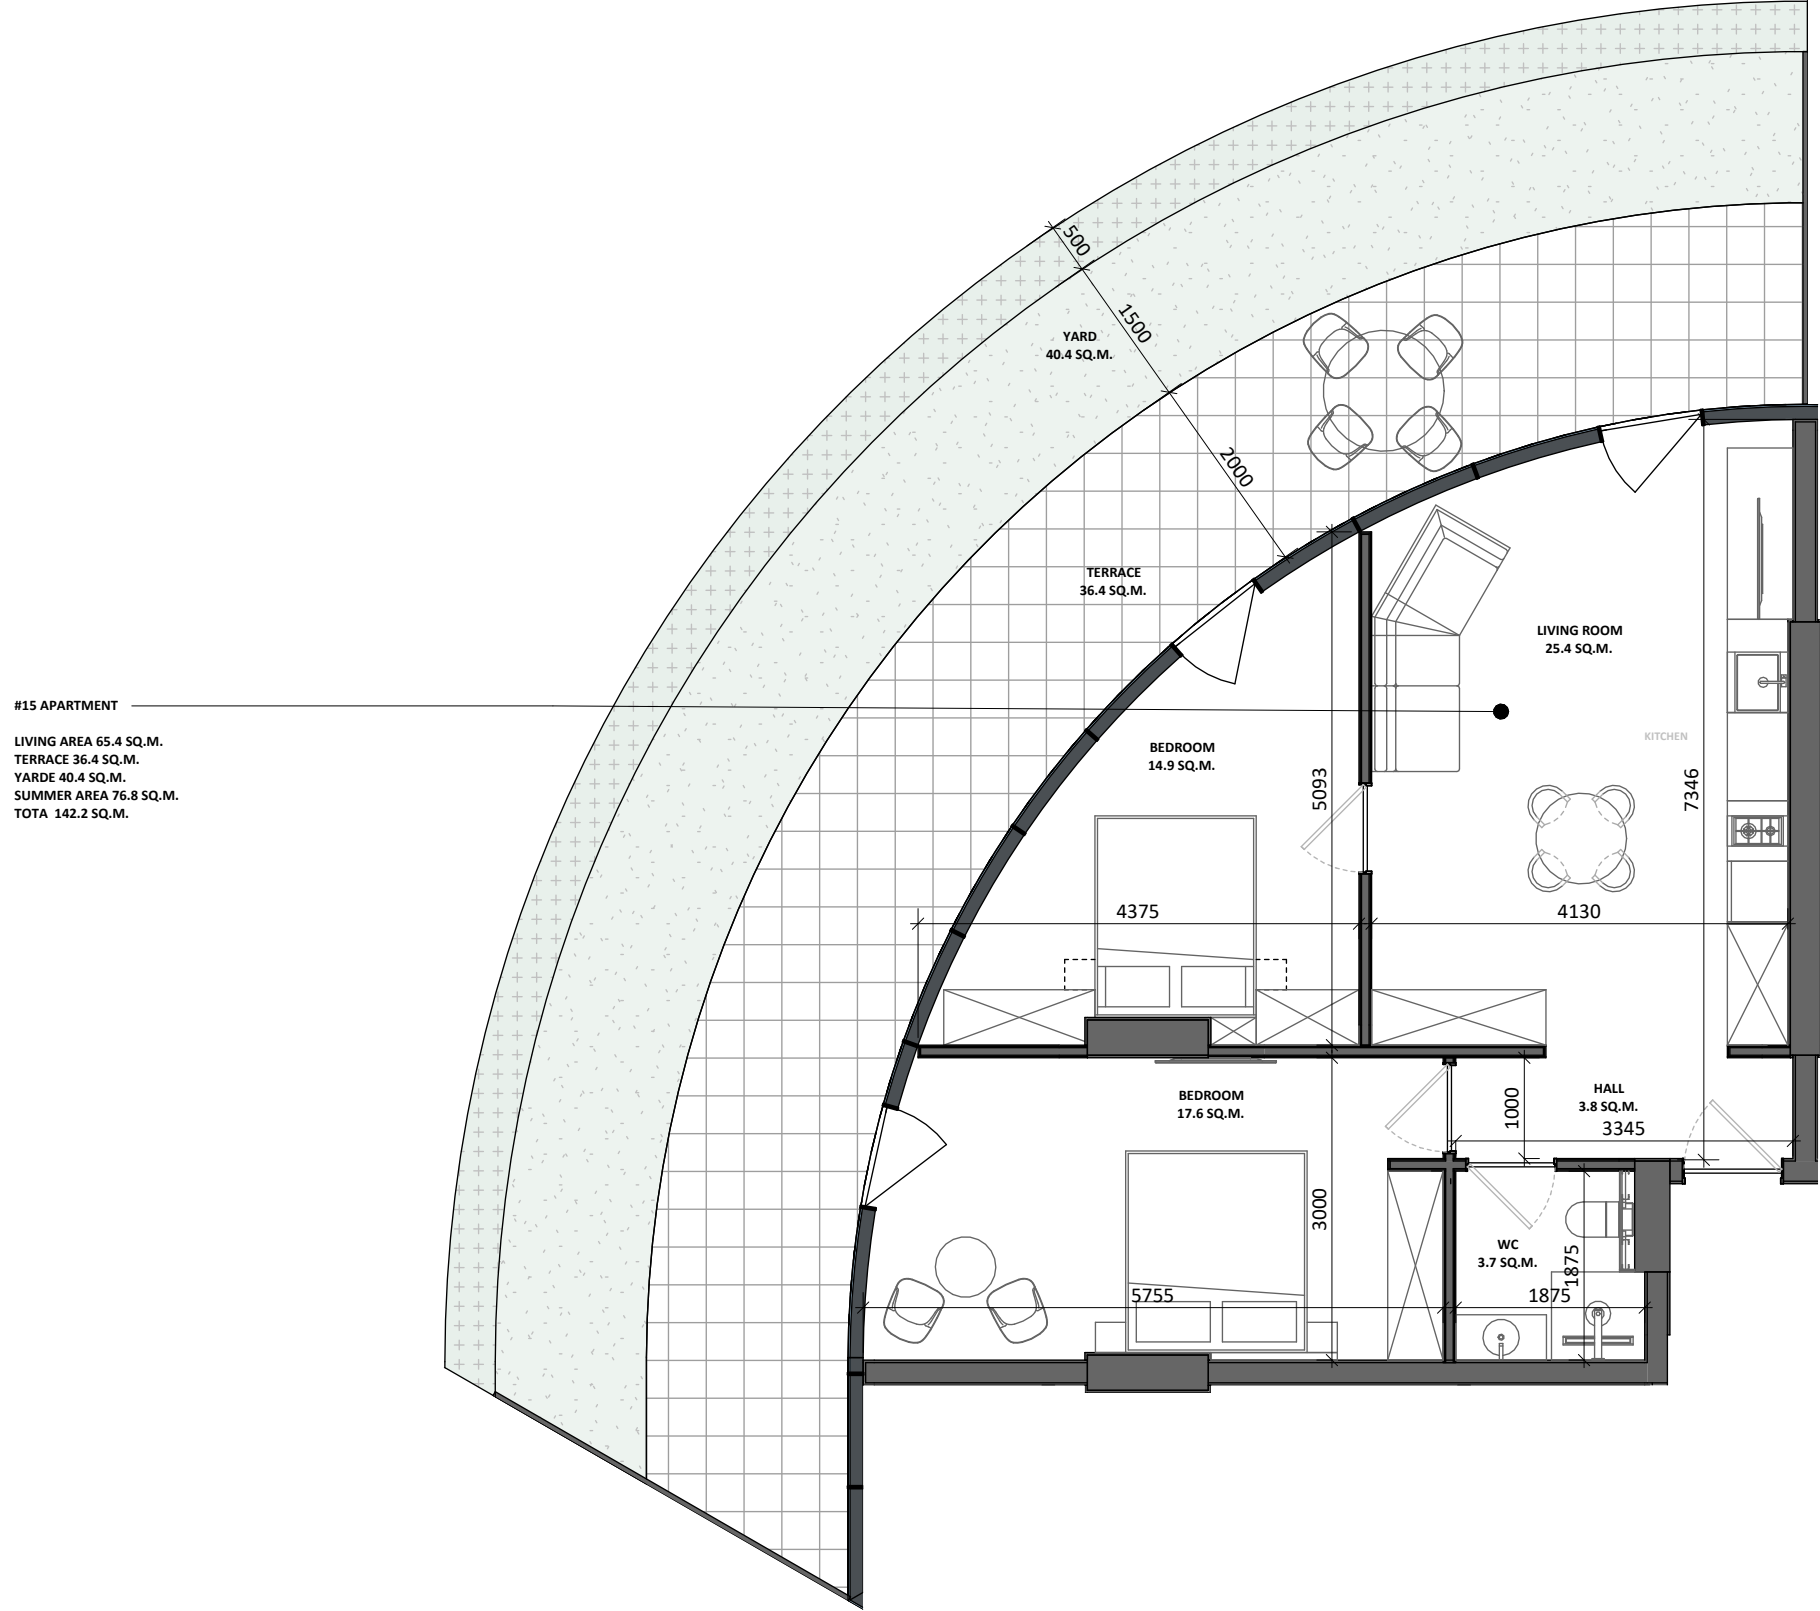 500
1500
YARD
40.4 SQ.M.
2000
TERRACE
36.4 SQ.M.
LIVING ROOM
25.4 SQ.M.
#15 APARTMENT
LIVING AREA 65.4 SQ.M.
TERRACE 36.4 SQ.M.
YARDE 40.4 SQ.M.
SUMMER AREA 76.8 SQ.M.
TOTA 142.2 SQ.M.
KITCHEN
BEDROOM
14.9 SQ.M.
5093
7346
4375
4130
BEDROOM
17.6 SQ.M.
HALL
3.8 SQ.M.
1000
3345
3000
WC
3.7 SQ.M.
1875
5755
1875